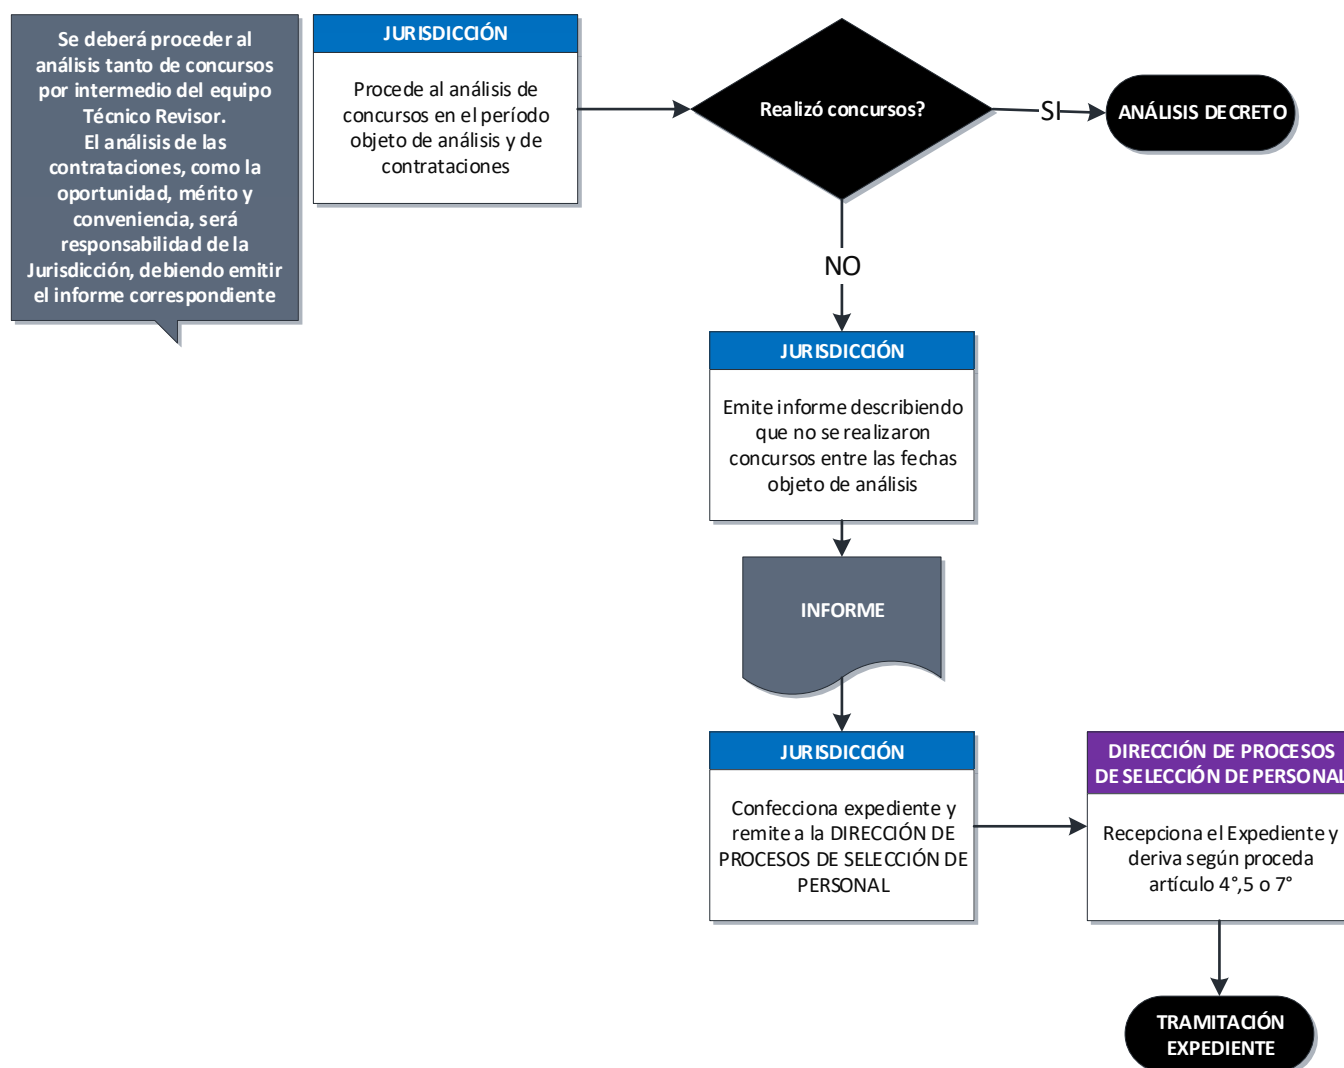 Se deberá proceder al
análisis tanto de concursos
por intermedio del equipo
Técnico Revisor.
El análisis de las
contrataciones, como la
oportunidad, mérito y
conveniencia, será
responsabilidad de la
Jurisdicción, debiendo emitir
el informe correspondiente
JURISDICCIÓN
Procede al análisis de
concursos en el período
objeto de análisis y de
contrataciones
Realizó concursos?
SI
ANÁLISIS DECRETO
NO
JURISDICCIÓN
Emite informe describiendo
que no se realizaron
concursos entre las fechas
objeto de análisis
INFORME
JURISDICCIÓN
Confecciona expediente y
remite a la DIRECCIÓN DE
PROCESOS DE SELECCIÓN DE
PERSONAL
DIRECCIÓN DE PROCESOS
DE SELECCIÓN DE PERSONAL
Recepciona el Expediente y
deriva según proceda
artículo 4°,5 o 7°
TRAMITACIÓN
EXPEDIENTE